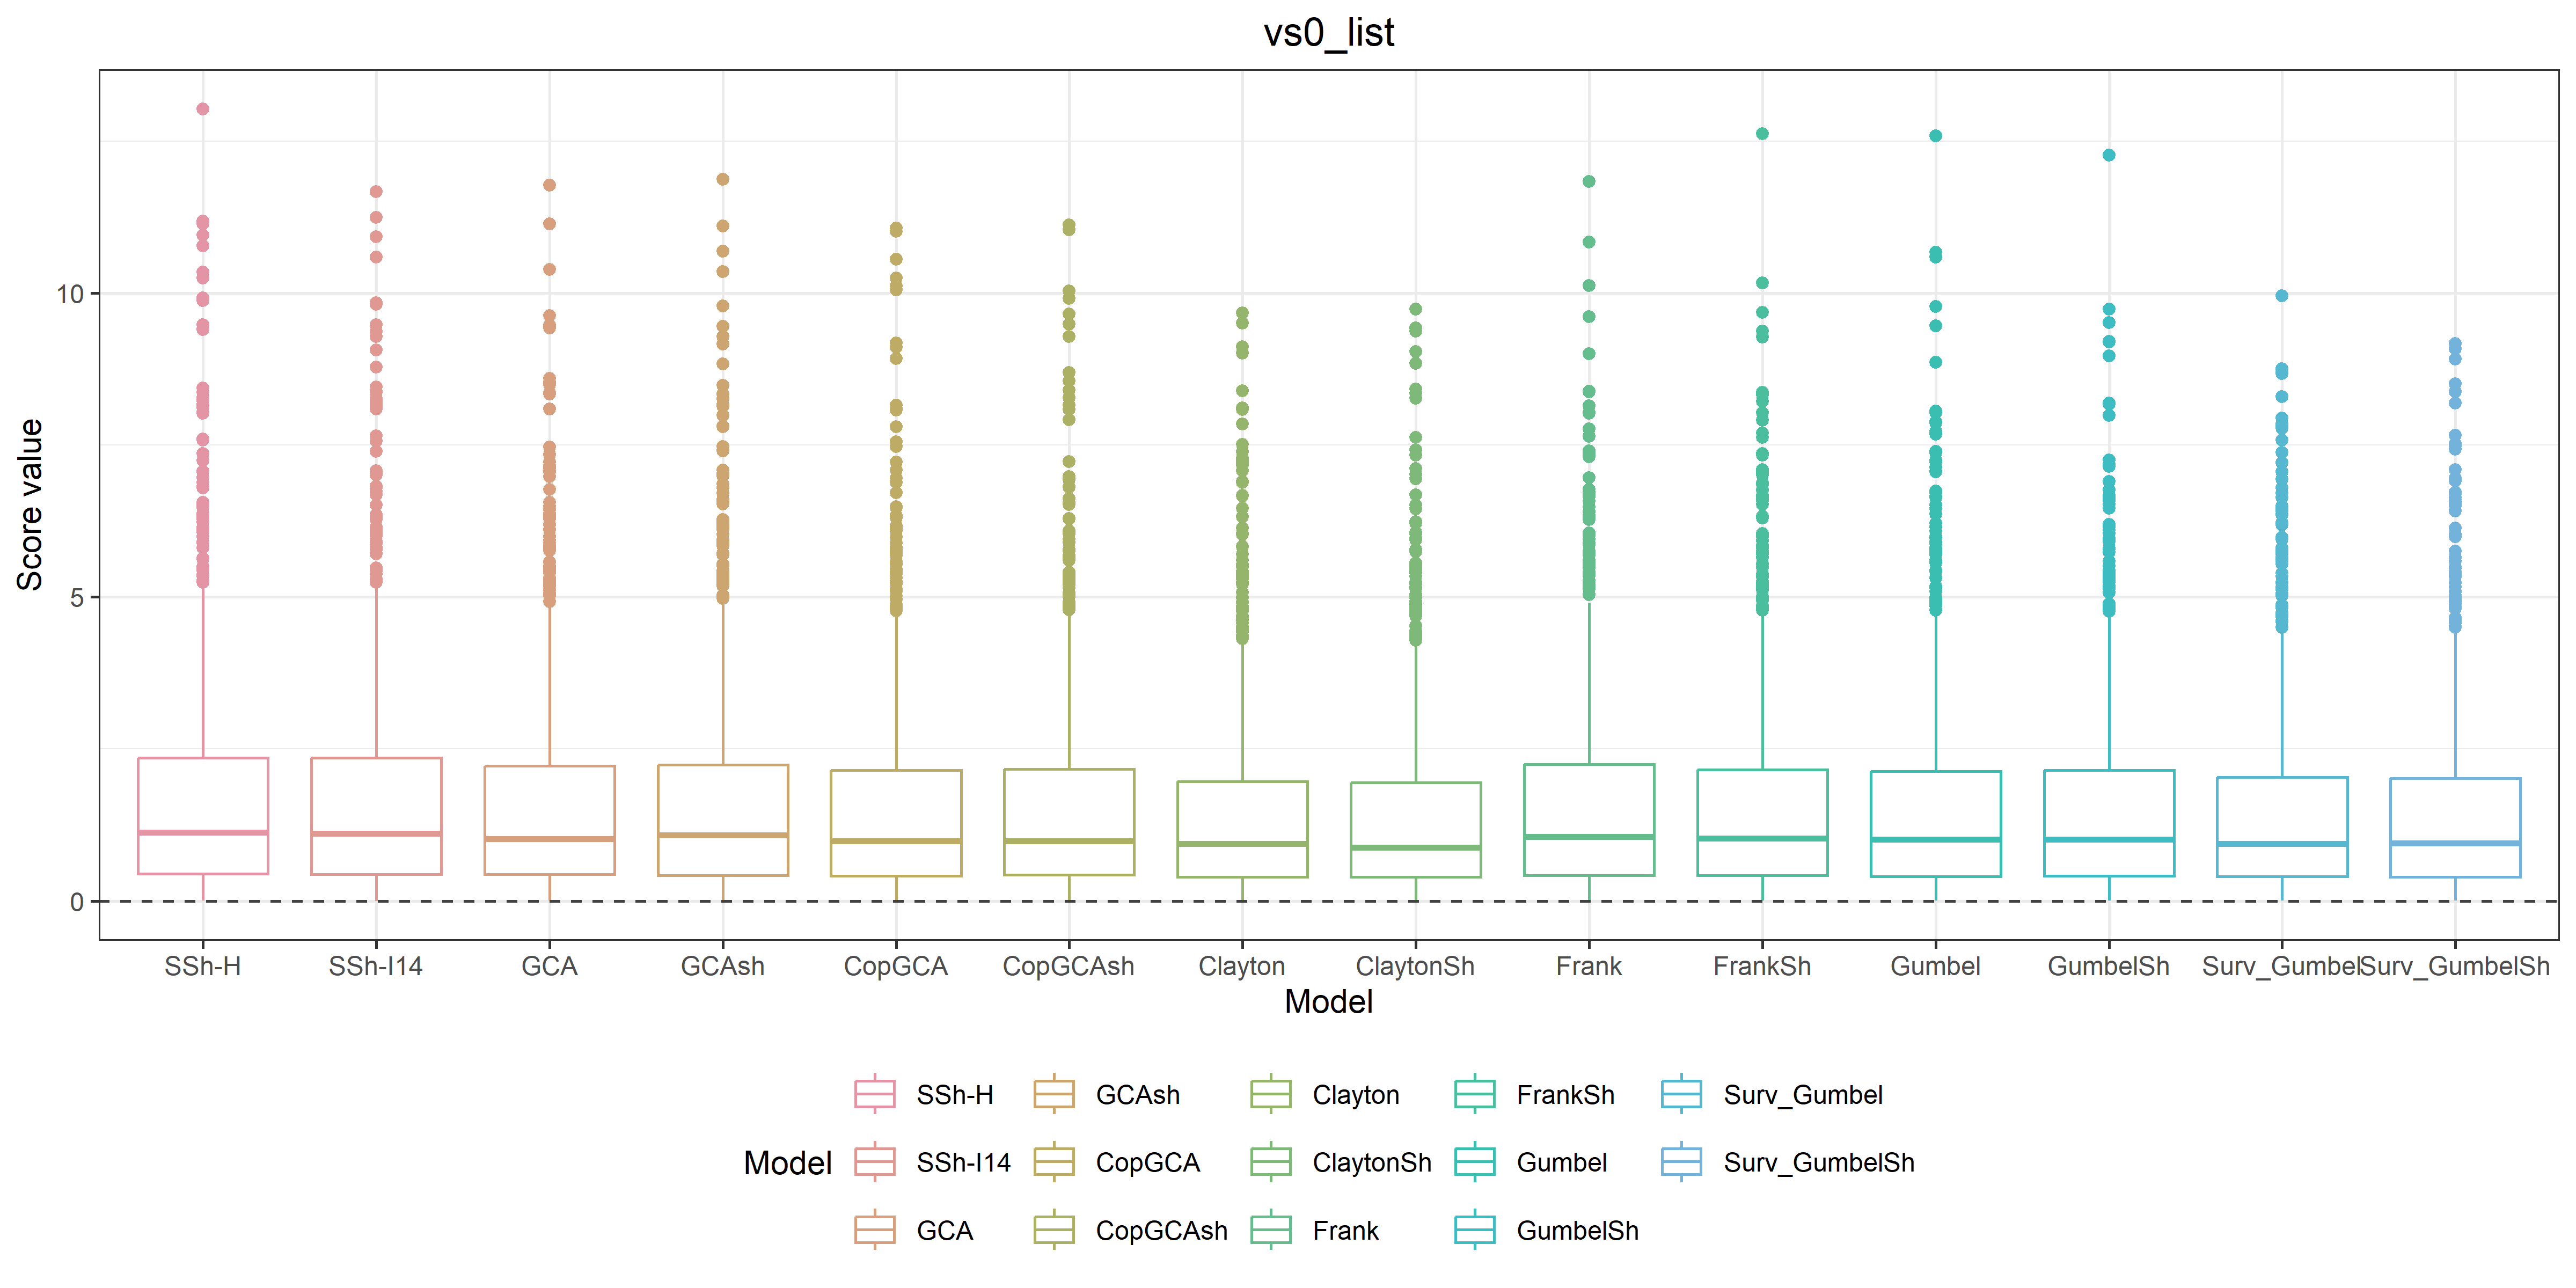 vs0_list
Score value
10
5
0
SSh-H SSh-I14 GCA GCAsh CopGCA CopGCAsh Clayton ClaytonSh Frank FrankSh Gumbel GumbelSh Surv_Gumbel Surv_GumbelSh
Model
Model
SSh-H GCAsh Clayton FrankSh Surv_Gumbel
SSh-I14 CopGCA ClaytonSh Gumbel Surv_GumbelSh
GCA CopGCAsh Frank GumbelSh